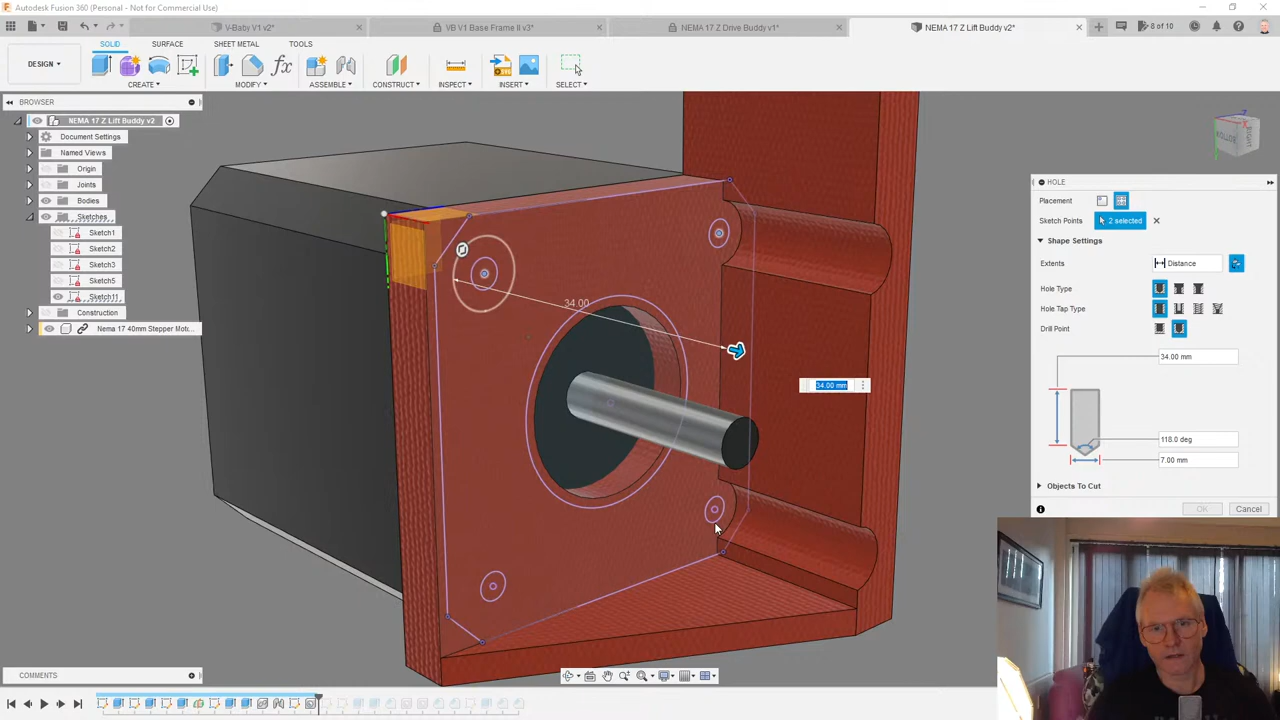 Autodesk Fusion 360 (Personal - Not for Commercial Use)
V-Baby V1 v2*
VB V1 Base Frame II v3*
NEMA 17 Z Drive Buddy v1*
NEMA 17 Z Lift Buddy v2*
8 of 10
SOLID
SURFACE
SHEET METAL
TOOLS
DESIGN
CREATE
MODIFY
ASSEMBLE
CONSTRUCT
INSPECT
INSERT
SELECT
BROWSER
NEMA 17 Z Lift Buddy v2
Document Settings
Named Views
Origin
Joints
Bodies
Sketches
Sketch1
Sketch2
Sketch3
Sketch5
Sketch11
Construction
Nema 17 40mm Stepper Moto...
34.00
34.00 mm
BOTTOM
RIGHT
Z
X
HOLE
Placement
Sketch Points
2 selected
Shape Settings
Extents
Distance
Hole Type
Hole Tap Type
Drill Point
34.00 mm
118.0 deg
7.00 mm
Objects To Cut
OK
Cancel
COMMENTS